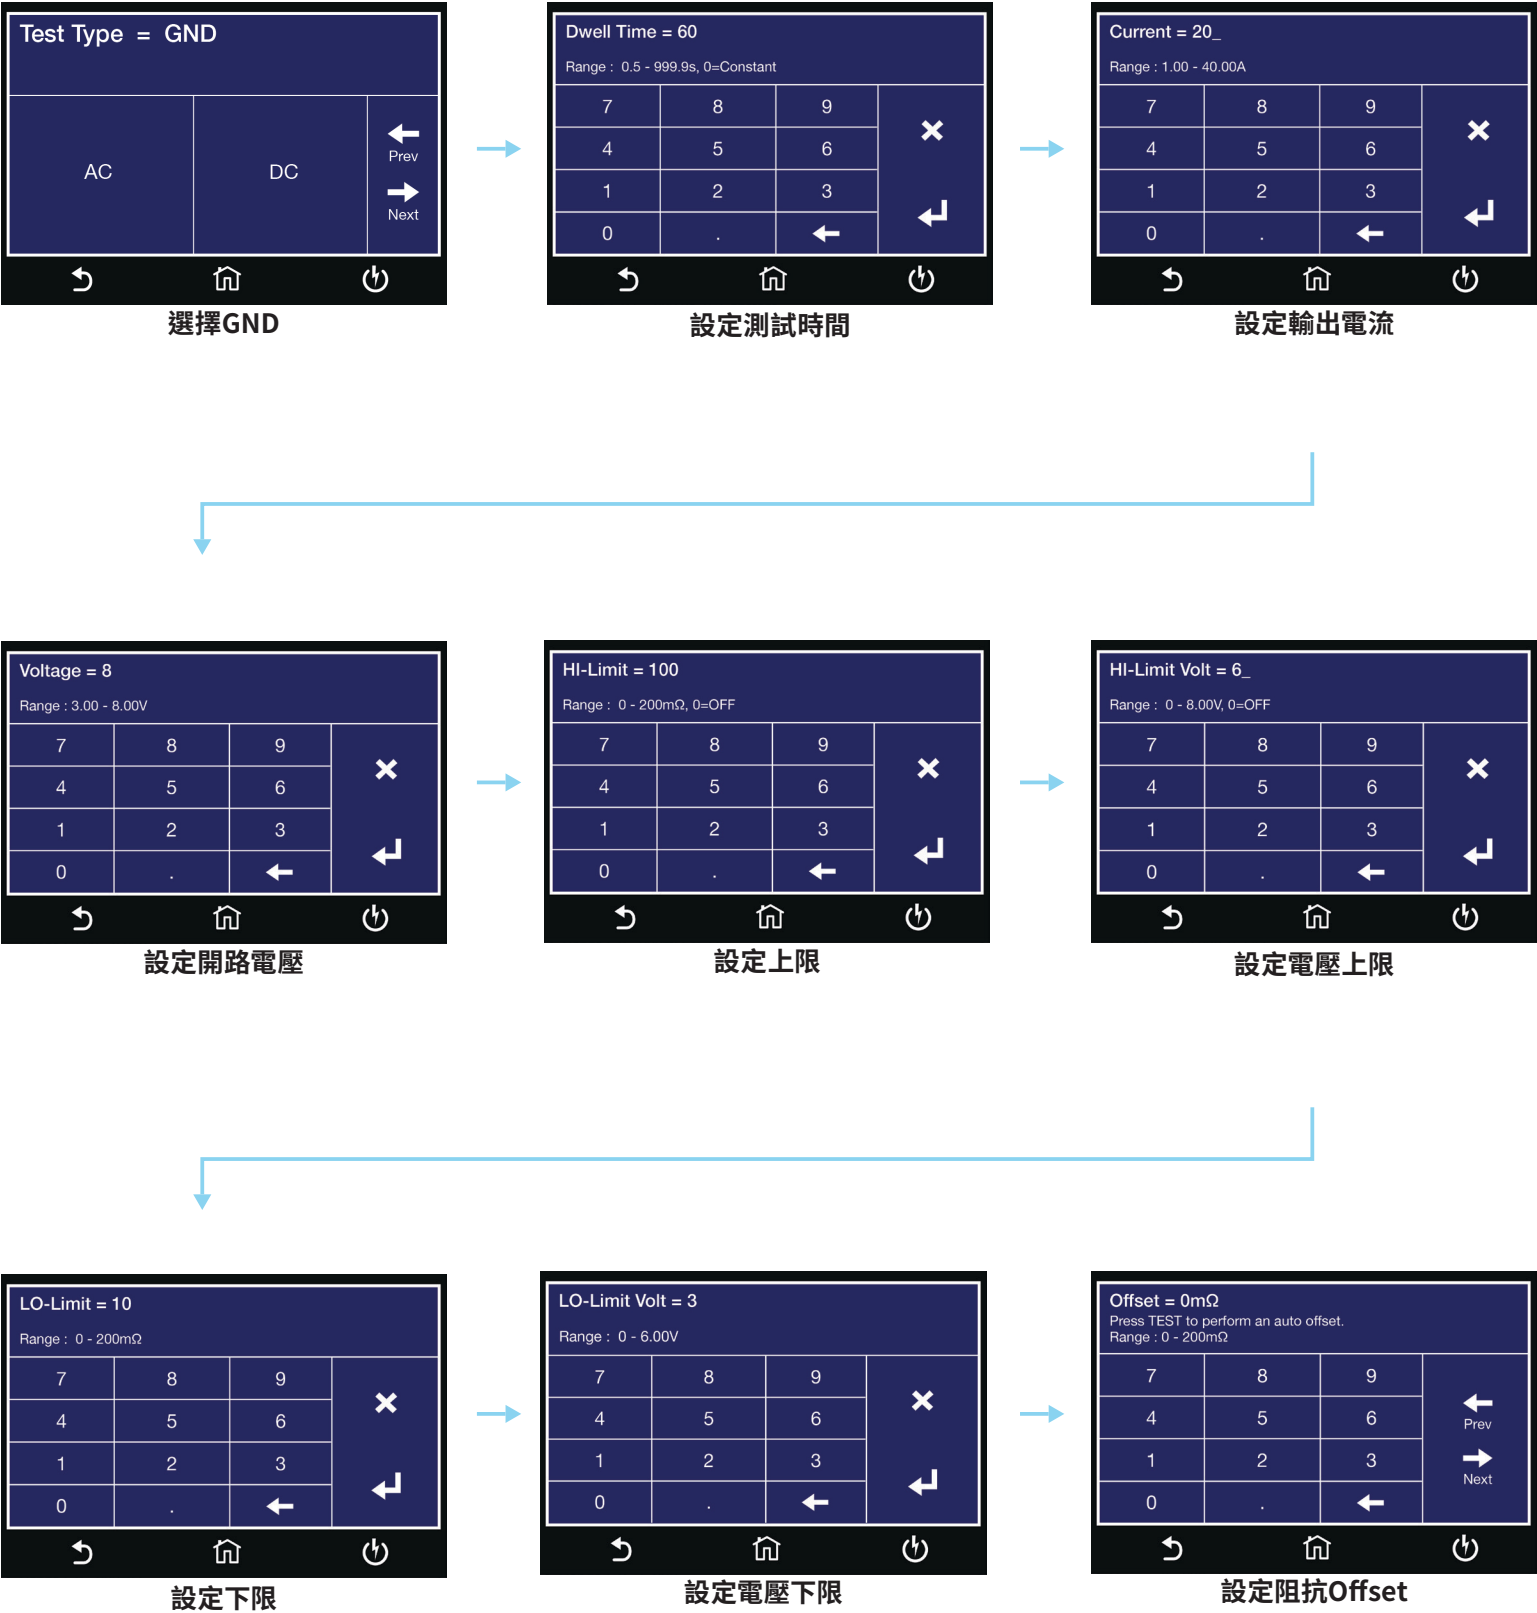 Test Type = GND
AC
DC
Prev
Next
選擇GND
Dwell Time = 60
Range : 0.5 - 999.9s, 0=Constant
7 8 9
4 5 6
1 2 3
0 .
設定測試時間
Current = 20_
Range : 1.00 - 40.00A
7 8 9
4 5 6
1 2 3
0 .
設定輸出電流
Voltage = 8
Range : 3.00 - 8.00V
7 8 9
4 5 6
1 2 3
0 .
設定開路電壓
HI-Limit = 100
Range : 0 - 200mΩ, 0=OFF
7 8 9
4 5 6
1 2 3
0 .
設定上限
HI-Limit Volt = 6_
Range : 0 - 8.00V, 0=OFF
7 8 9
4 5 6
1 2 3
0 .
設定電壓上限
LO-Limit = 10
Range : 0 - 200mΩ
7 8 9
4 5 6
1 2 3
0 .
設定下限
LO-Limit Volt = 3
Range : 0 - 6.00V
7 8 9
4 5 6
1 2 3
0 .
設定電壓下限
Offset = 0mΩ
Press TEST to perform an auto offset.
Range : 0 - 200mΩ
7 8 9
4 5 6
1 2 3
0 .
Prev
Next
設定阻抗Offset